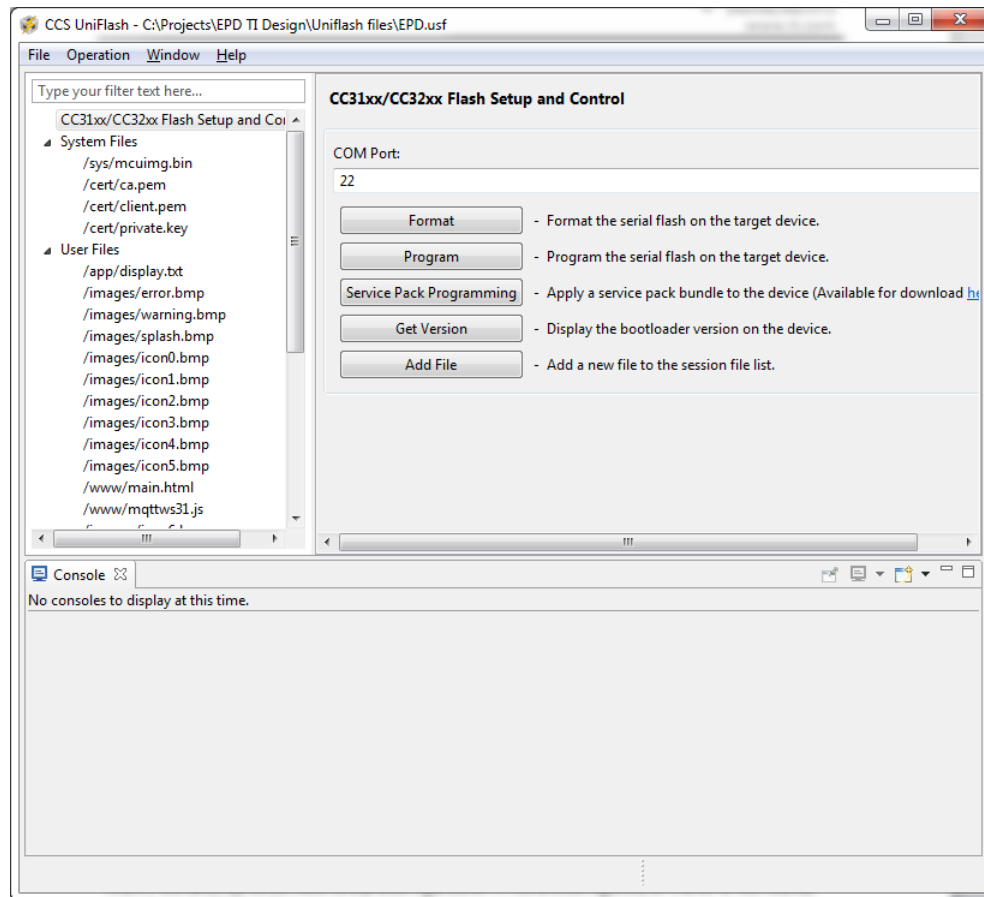 CCS UniFlash - C:\Projects\EPD TI Design\Uniflash files\EPD.usf
File Operation Window Help
Type your filter text here...
CC31xx/CC32xx Flash Setup and Co
System Files
/sys/mcuimg.bin
/cert/ca.pem
/cert/client.pem
/cert/private.key
User Files
/app/display.txt
/images/error.bmp
/images/warning.bmp
/images/splash.bmp
/images/icon0.bmp
/images/icon1.bmp
/images/icon2.bmp
/images/icon3.bmp
/images/icon4.bmp
/images/icon5.bmp
/www/main.html
/www/mqttws31.js
CC31xx/CC32xx Flash Setup and Control
COM Port:
22
Format - Format the serial flash on the target device.
Program - Program the serial flash on the target device.
Service Pack Programming - Apply a service pack bundle to the device (Available for download he
Get Version - Display the bootloader version on the device.
Add File - Add a new file to the session file list.
Console
No consoles to display at this time.